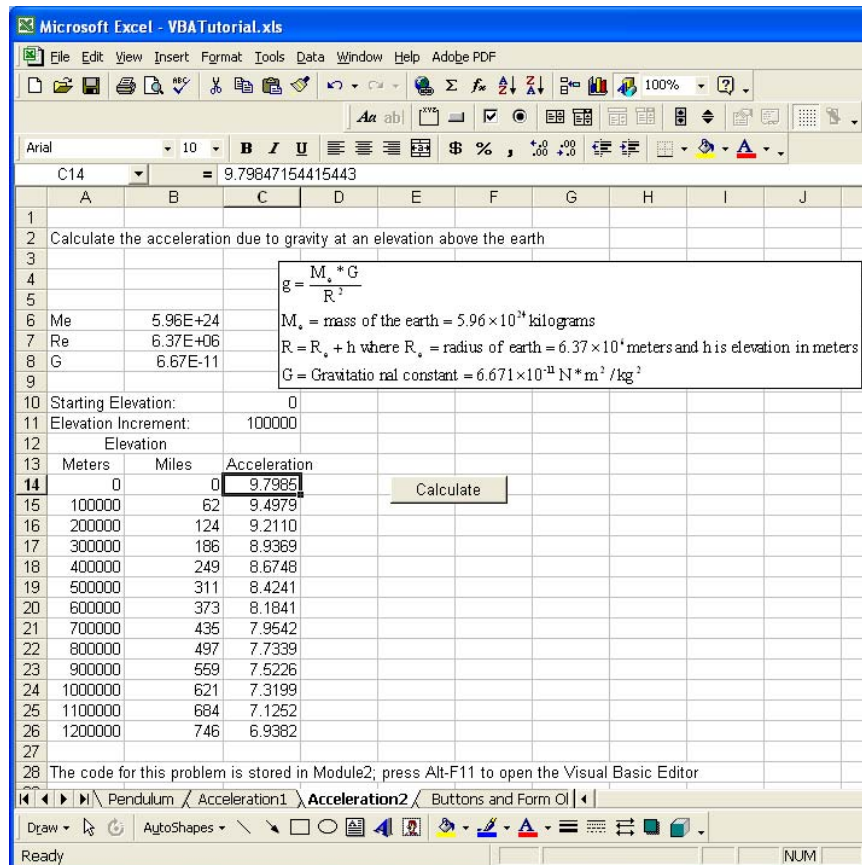 Microsoft Excel - VBATutorial.xls
File Edit View Insert Format Tools Data Window Help Adobe PDF
100%
Arial 10 B I U $ % ,
C14 = 9.79847154415443
A B C D E F G H I J
1
2 Calculate the acceleration due to gravity at an elevation above the earth
3
4
5
g = Me * G / R²
6 Me 5.96E+24
Me = mass of the earth = 5.96 × 10²⁴ kilograms
7 Re 6.37E+06
R = Re + h where Re = radius of earth = 6.37 × 10⁶ meters and h is elevation in meters
8 G 6.67E-11
9
G = Gravitatio nal constant = 6.671×10⁻¹¹ N * m² / kg²
10 Starting Elevation: 0
11 Elevation Increment: 100000
12 Elevation
13 Meters Miles Acceleration
14 0 0 9.7985 Calculate
15 100000 62 9.4979
16 200000 124 9.2110
17 300000 186 8.9369
18 400000 249 8.6748
19 500000 311 8.4241
20 600000 373 8.1841
21 700000 435 7.9542
22 800000 497 7.7339
23 900000 559 7.5226
24 1000000 621 7.3199
25 1100000 684 7.1252
26 1200000 746 6.9382
27
28 The code for this problem is stored in Module2; press Alt-F11 to open the Visual Basic Editor
Pendulum Acceleration1 Acceleration2 Buttons and Form Ol
Draw AutoShapes
Ready NUM